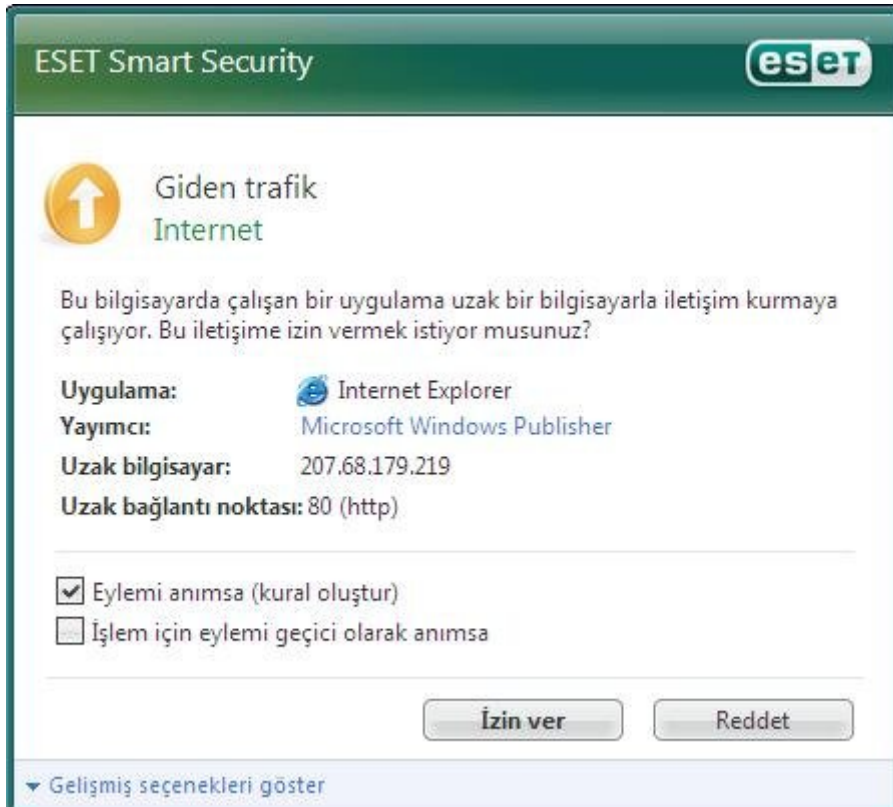 ESET Smart Security
eseT
Giden trafik
Internet
Bu bilgisayarda çalışan bir uygulama uzak bir bilgisayarla iletişim kurmaya
çalışıyor. Bu iletişime izin vermek istiyor musunuz?
Uygulama: Internet Explorer
Yayımcı: Microsoft Windows Publisher
Uzak bilgisayar: 207.68.179.219
Uzak bağlantı noktası: 80 (http)
Eylemi anımsa (kural oluştur)
İşlem için eylemi geçici olarak anımsa
İzin ver Reddet
Gelişmiş seçenekleri göster